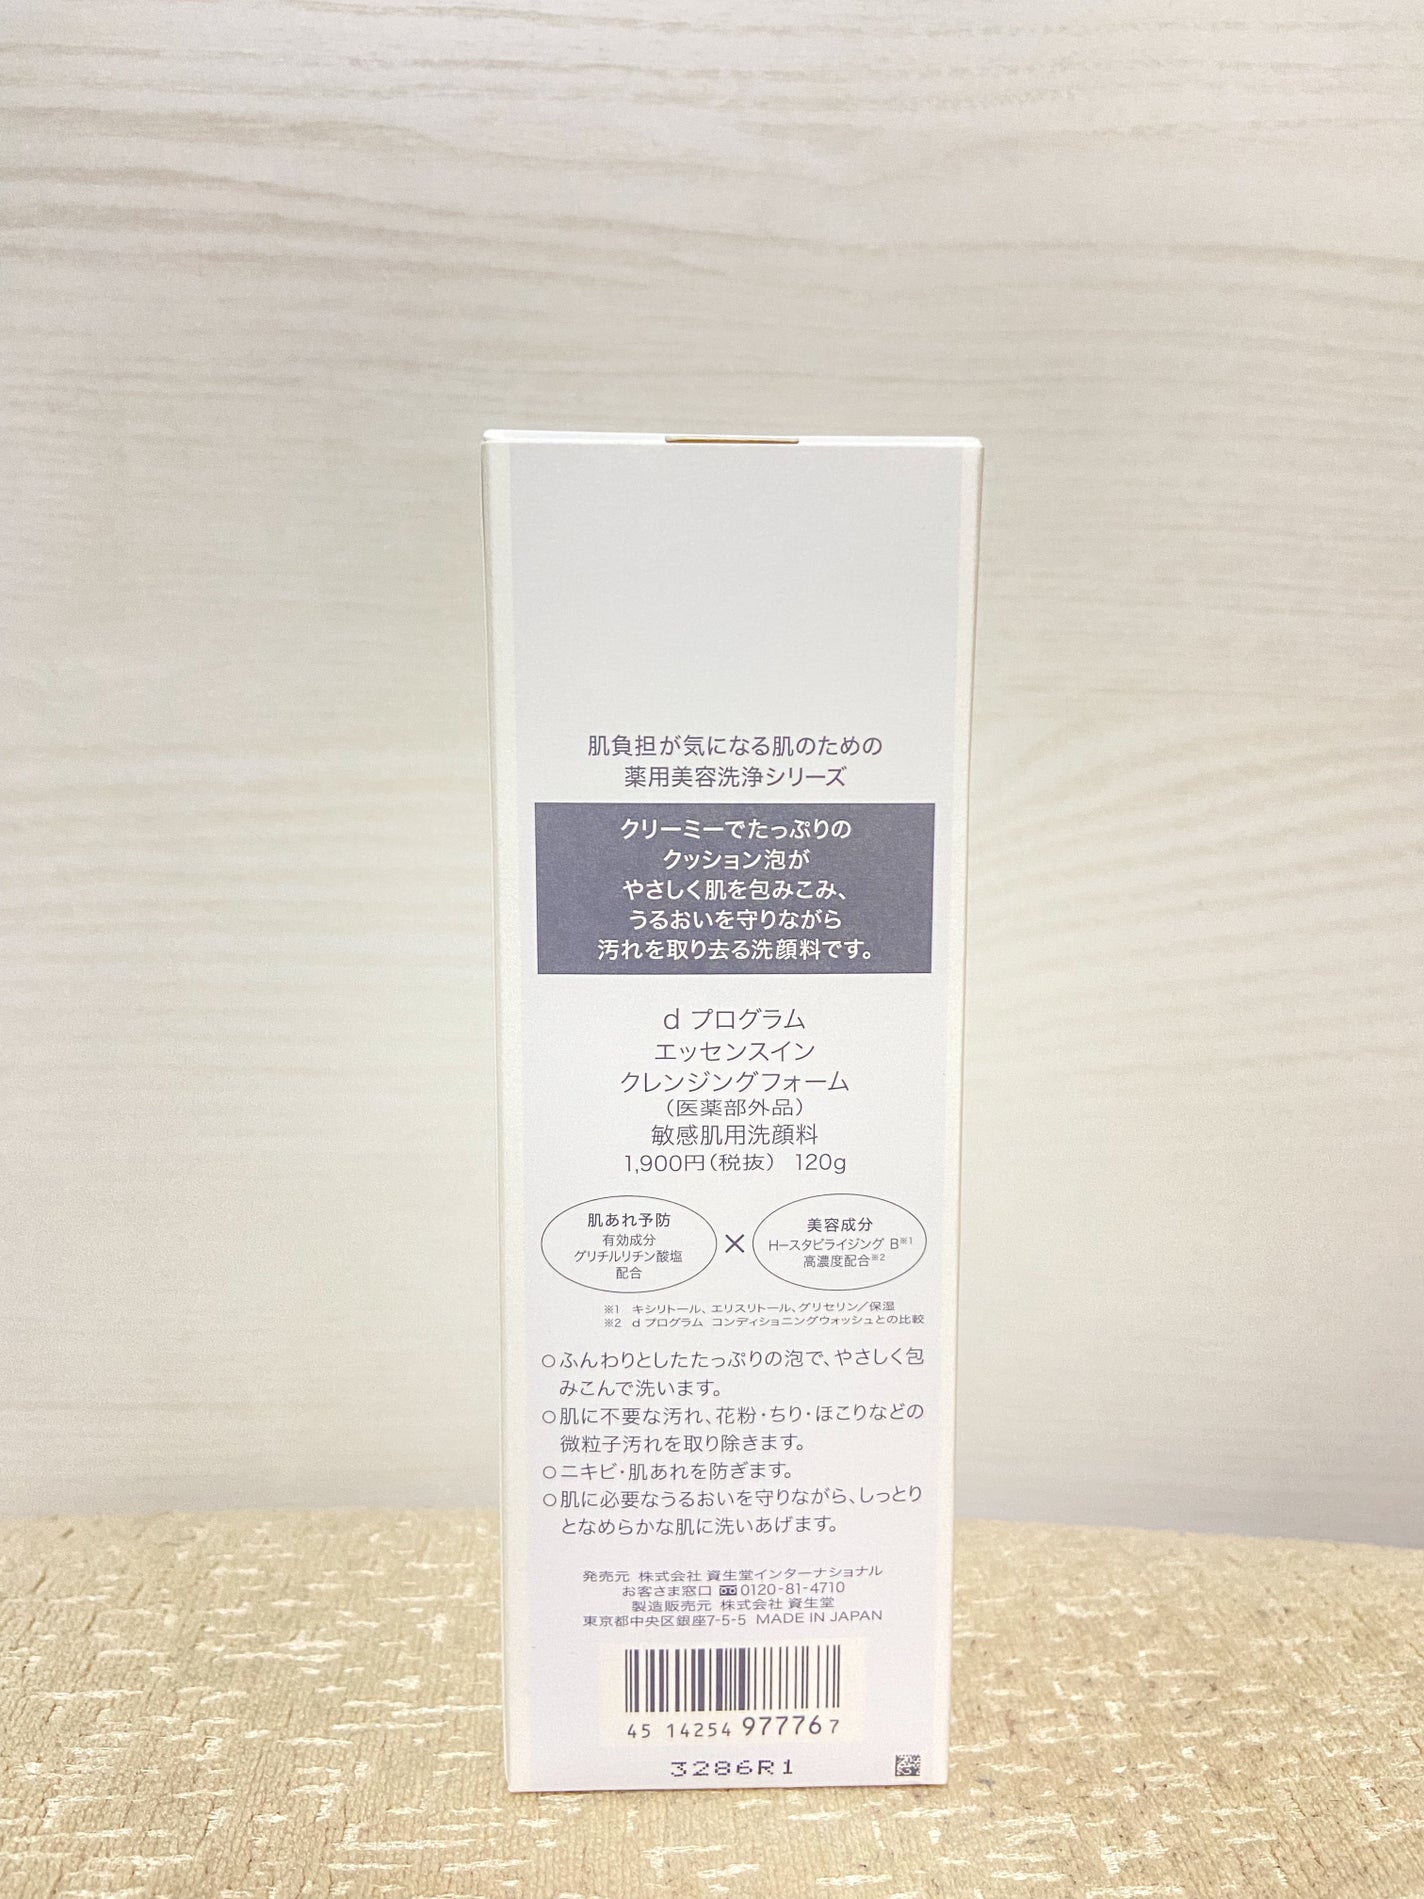 肌負担が気になる肌のための
薬用美容洗浄シリーズ
クリーミーでたっぷりの
クッション泡が
やさしく肌を包みこみ、
うるおいを守りながら
汚れを取り去る洗顔料です。
d プログラム
エッセンスイン
クレンジングフォーム
（医薬部外品）
敏感肌用洗顔料
1,900円（税抜） 120g
肌あれ予防
有効成分
グリチルリチン酸塩
配合
×
美容成分
H－スタビライジング B※1
高濃度配合※2
※1 キシリトール、エリスリトール、グリセリン／保湿
※2 d プログラム コンディショニングウォッシュとの比較
○ふんわりとしたたっぷりの泡で、やさしく包
みこんで洗います。
○肌に不要な汚れ、花粉・ちり・ほこりなどの
微粒子汚れを取り除きます。
○ニキビ・肌あれを防ぎます。
○肌に必要なうるおいを守りながら、しっとり
となめらかな肌に洗いあげます。
発売元 株式会社 資生堂インターナショナル
お客さま窓口 0120-81-4710
製造販売元 株式会社 資生堂
東京都中央区銀座7-5-5 MADE IN JAPAN
45 14254 97776 7
3286R1